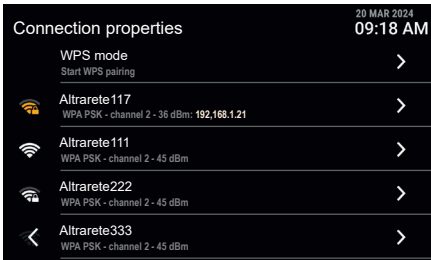 20 MAR 2024
Connection properties
09:18 AM
WPS mode
Start WPS pairing
Altrarete117
WPA PSK - channel 2 - 36 dBm: 192,168.1.21
Altrarete111
WPA PSK - channel 2 - 45 dBm
Altrarete222
WPA PSK - channel 2 - 45 dBm
Altrarete333
WPA PSK - channel 2 - 45 dBm